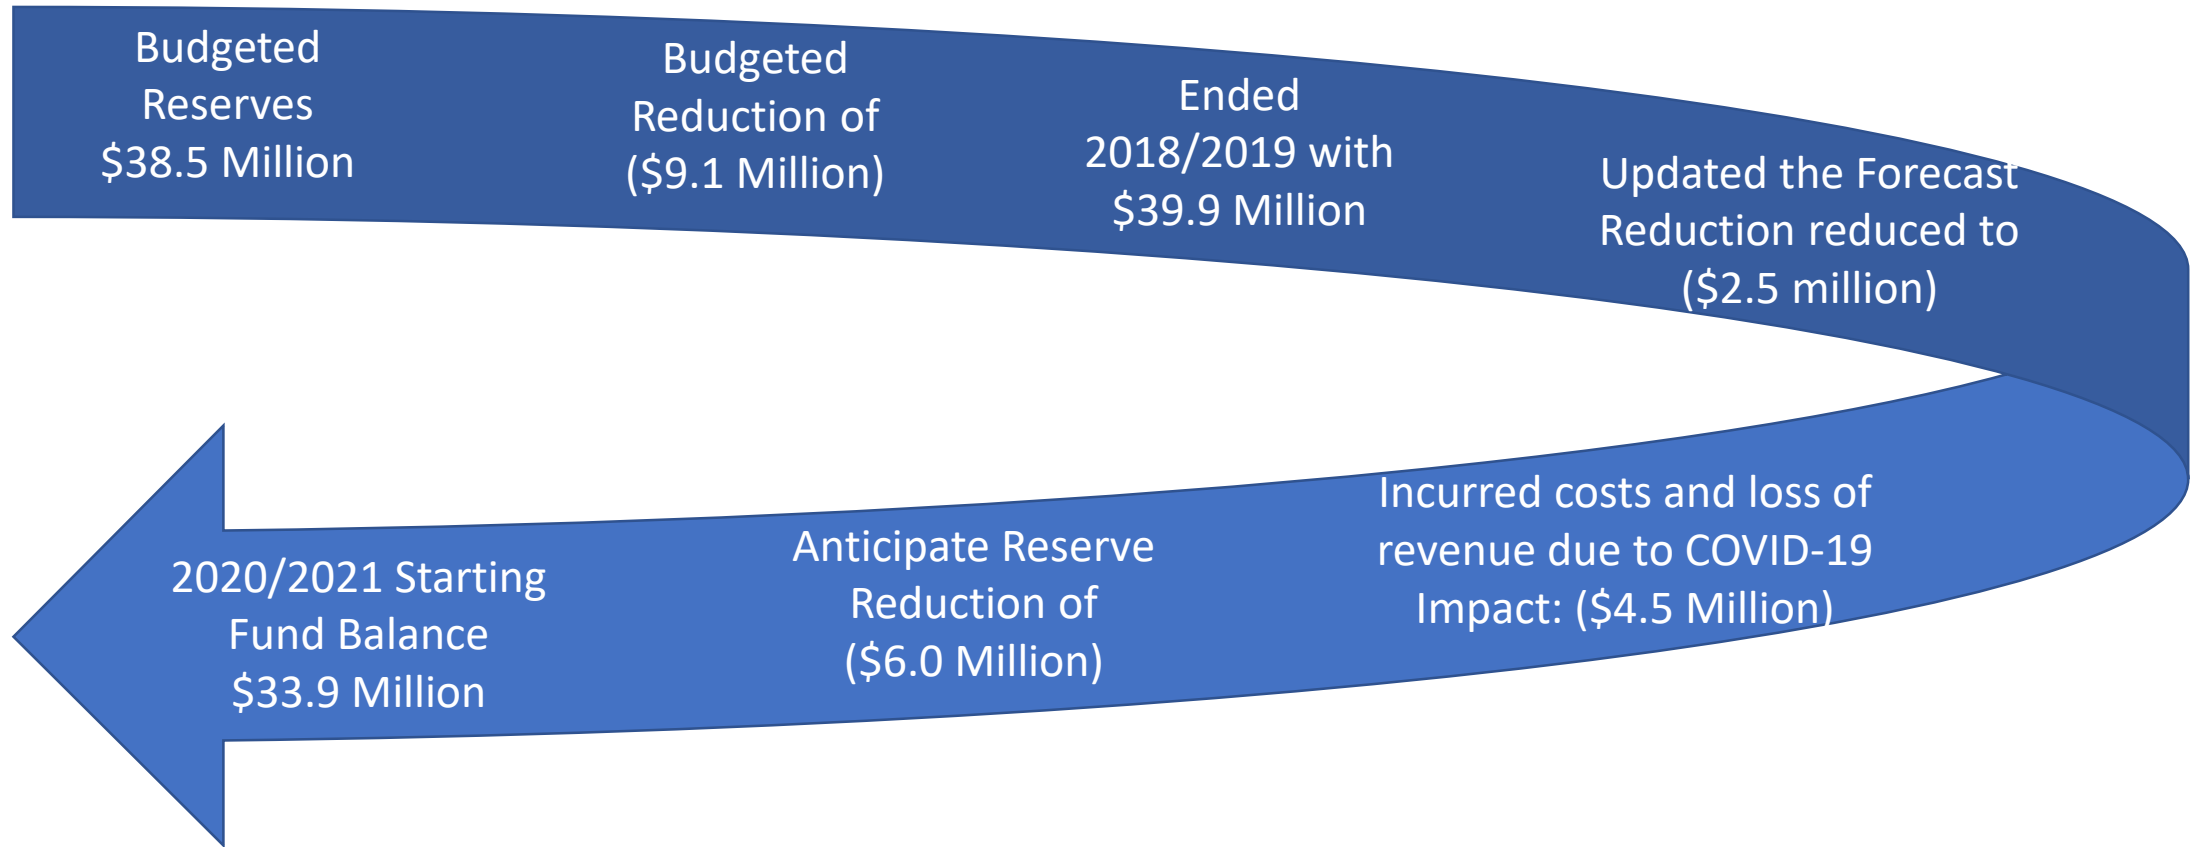 Budgeted
Reserves
$38.5 Million
Budgeted
Reduction of
($9.1 Million)
Ended
2018/2019 with
$39.9 Million
Updated the Forecast
Reduction reduced to
($2.5 million)
Incurred costs and loss of
revenue due to COVID-19
Impact: ($4.5 Million)
Anticipate Reserve
Reduction of
($6.0 Million)
2020/2021 Starting
Fund Balance
$33.9 Million